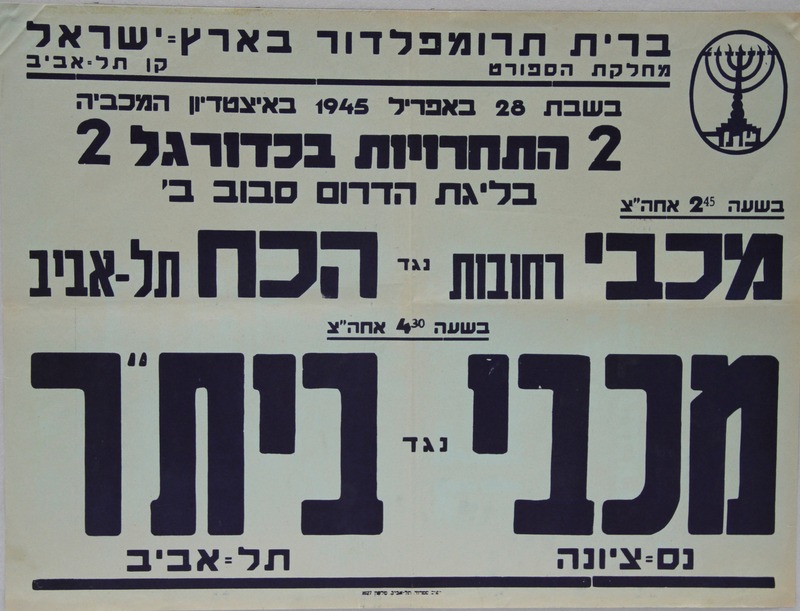 ברית תרומפלדור בארץ=ישראל
מחלקת הספורט קן תל=אביב
ביתר
בשבת 28 באפריל 1945 באיצטדיון המכביה
2 התחרויות בכדורגל 2
בליגת הדרום סבוב ב'
בשעה 2⁴⁵ אחה"צ
מכבי רחובות נגד הכח תל-אביב
בשעה 4³⁰ אחה"צ
מכבי נגד בית"ר
נס=ציונה תל=אביב